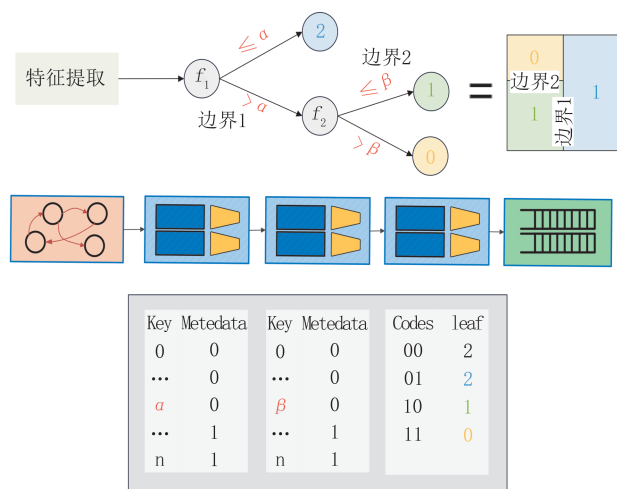 特征提取
f1
≤ α
2
> α
边界1
f2
边界2
≤ β
1
> β
0
=
0
边界2
1
边界1
1
Key Metedata
0 0
... 0
α 0
... 1
n 1
Key Metedata
0 0
... 0
β 0
... 1
n 1
Codes leaf
00 2
01 2
10 1
11 0